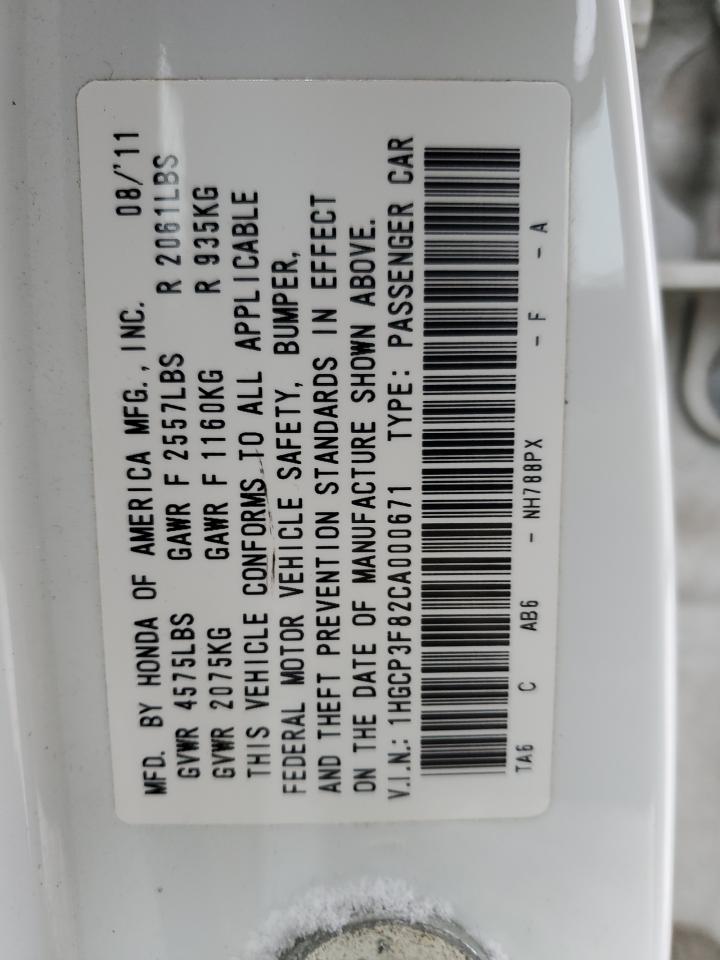 MFD. BY HONDA OF AMERICA MFG., INC. 08/'11
GVWR 4575LBS GAWR F 2557LBS R 2061LBS
GVWR 2075KG GAWR F 1160KG R 935KG
THIS VEHICLE CONFORMS TO ALL APPLICABLE
FEDERAL MOTOR VEHICLE SAFETY, BUMPER,
AND THEFT PREVENTION STANDARDS IN EFFECT
ON THE DATE OF MANUFACTURE SHOWN ABOVE.
V.I.N.: 1HGCP3F82CA000671 TYPE: PASSENGER CAR
TA6 C AB6 - NH788PX - F - A